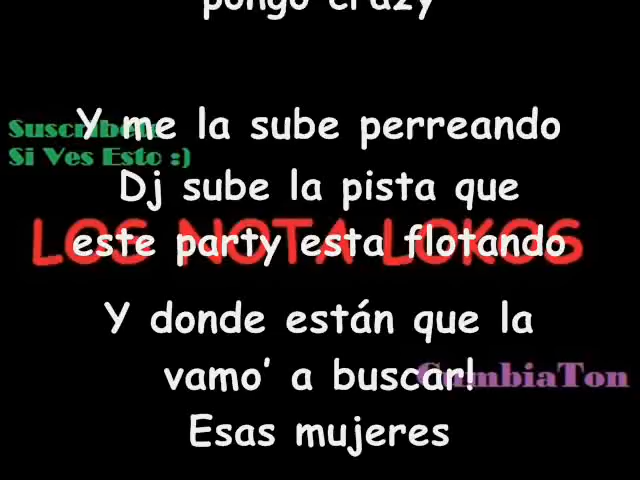 pongo crazy
Y me la sube perreando
Suscribete
Si Ves Esto :)
Dj sube la pista que
este party esta flotando
LOS NOTA LOKOS
Y donde están que la
vamo' a buscar!
CumbiaTon
Esas mujeres